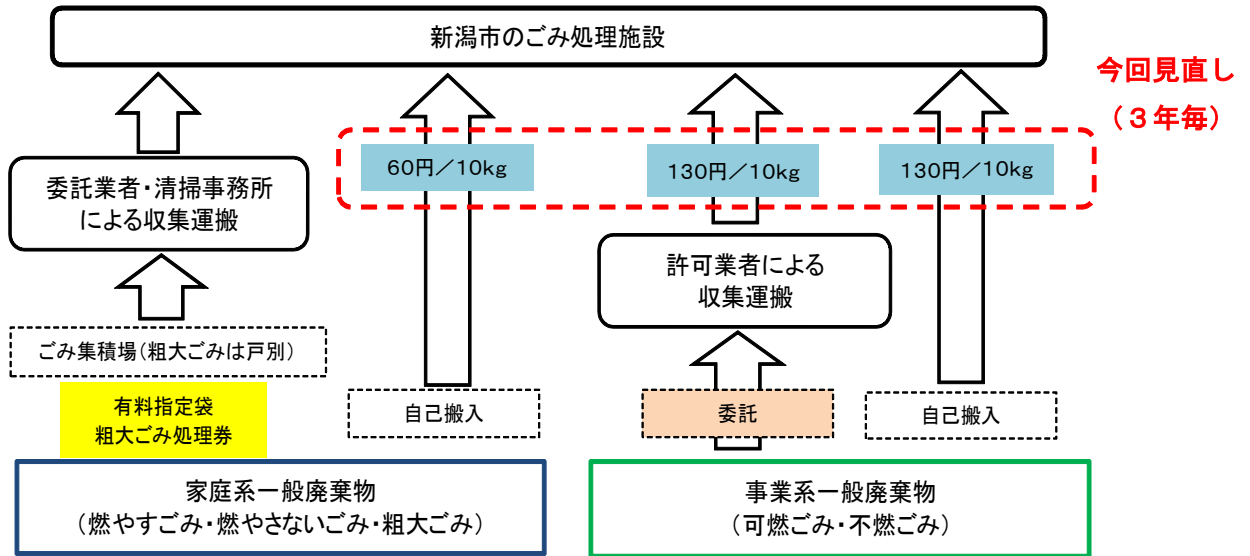 新潟市のごみ処理施設
今回見直し
（３年毎）
60円／10kg
130円／10kg
130円／10kg
委託業者・清掃事務所
による収集運搬
許可業者による
収集運搬
ごみ集積場（粗大ごみは戸別）
有料指定袋
粗大ごみ処理券
自己搬入
委託
自己搬入
家庭系一般廃棄物
（燃やすごみ・燃やさないごみ・粗大ごみ）
事業系一般廃棄物
（可燃ごみ・不燃ごみ）